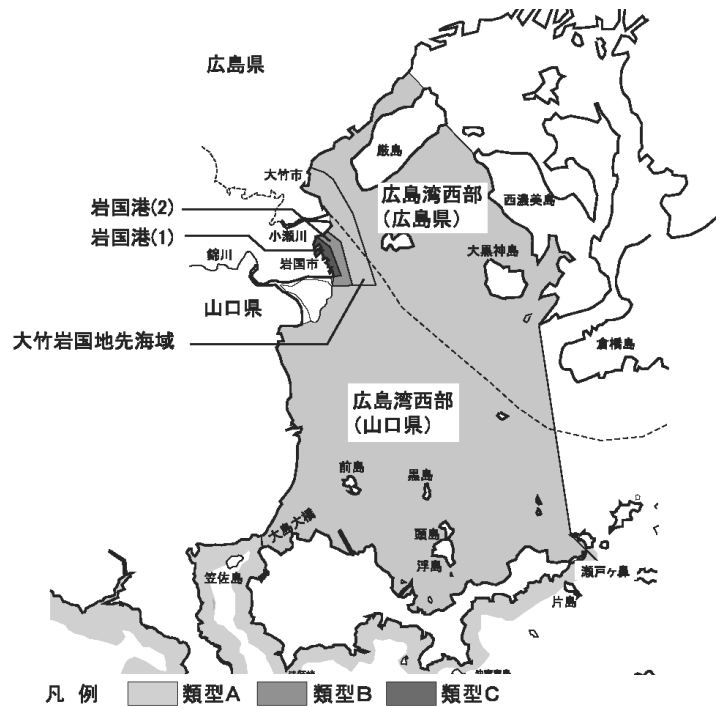 広島県
厳島
大竹市
広島湾西部
(広島県)
西濃美島
岩国港(2)
小瀬川
岩国港(1)
錦川
岩国市
大黒神島
山口県
大竹岩国地先海域
倉橋島
広島湾西部
(山口県)
前島
黒島
大島大橋
頭島
浮島
笠佐島
瀬戸ヶ鼻
片島
凡 例 類型A 類型B 類型C